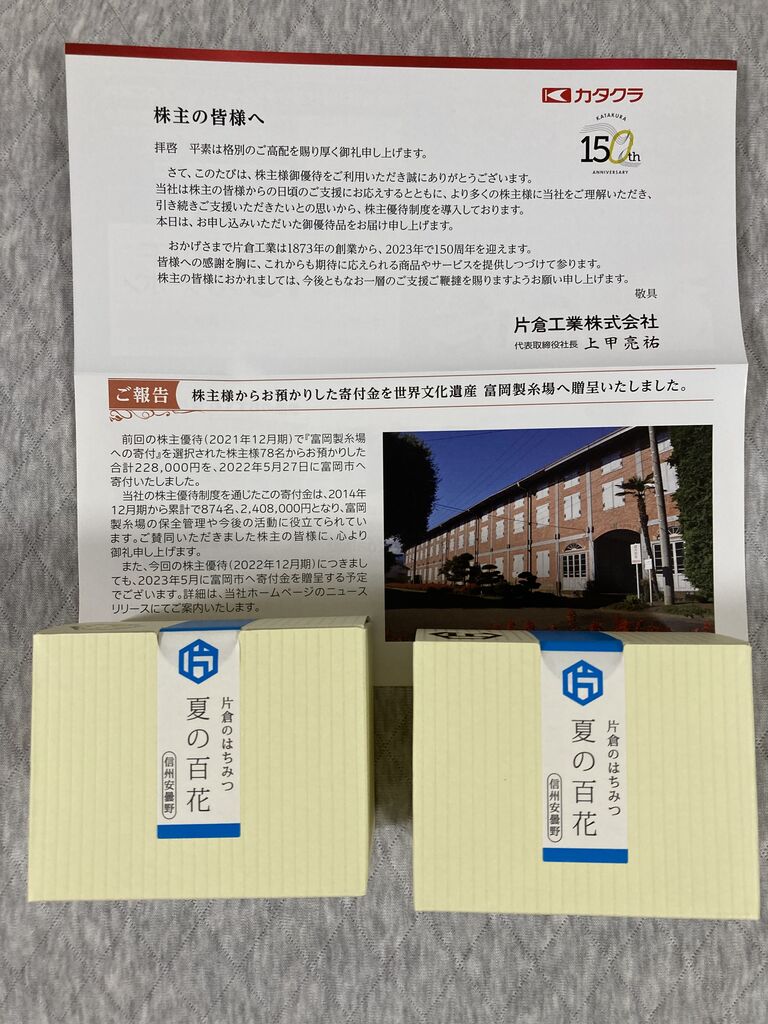 カタクラ
KATAKURA
150th
ANNIVERSARY
株主の皆様へ
拝啓　平素は格別のご高配を賜り厚く御礼申し上げます。
さて、このたびは、株主様御優待をご利用いただき誠にありがとうございます。
当社は株主の皆様からの日頃のご支援にお応えするとともに、より多くの株主様に当社をご理解いただき、
引き続きご支援いただきたいとの思いから、株主優待制度を導入しております。
本日は、お申し込みいただいた御優待品をお届け申し上げます。
おかげさまで片倉工業は1873年の創業から、2023年で150周年を迎えます。
皆様への感謝を胸に、これからも期待に応えられる商品やサービスを提供しつづけて参ります。
株主の皆様におかれましては、今後ともなお一層のご支援ご鞭撻を賜りますようお願い申し上げます。
敬具
片倉工業株式会社
代表取締役社長 上甲亮祐
ご報告 株主様からお預かりした寄付金を世界文化遺産 富岡製糸場へ贈呈いたしました。
前回の株主優待(2021年12月期)で『富岡製糸場
への寄付』を選択された株主様78名からお預かりした
合計228,000円を、2022年5月27日に富岡市へ
寄付いたしました。
当社の株主優待制度を通じたこの寄付金は、2014年
12月期から累計で874名、2,408,000円となり、富岡
製糸場の保全管理や今後の活動に役立てられていま
す。ご賛同いただきました株主の皆様に、心より
御礼申し上げます。
また、今回の株主優待(2022年12月期)につきまし
ても、2023年5月に富岡市へ寄付金を贈呈する予定
でございます。詳細は、当社ホームページのニュース
リリースにてご案内いたします。
片倉のはちみつ
夏の百花
信州安曇野
片倉のはちみつ
夏の百花
信州安曇野